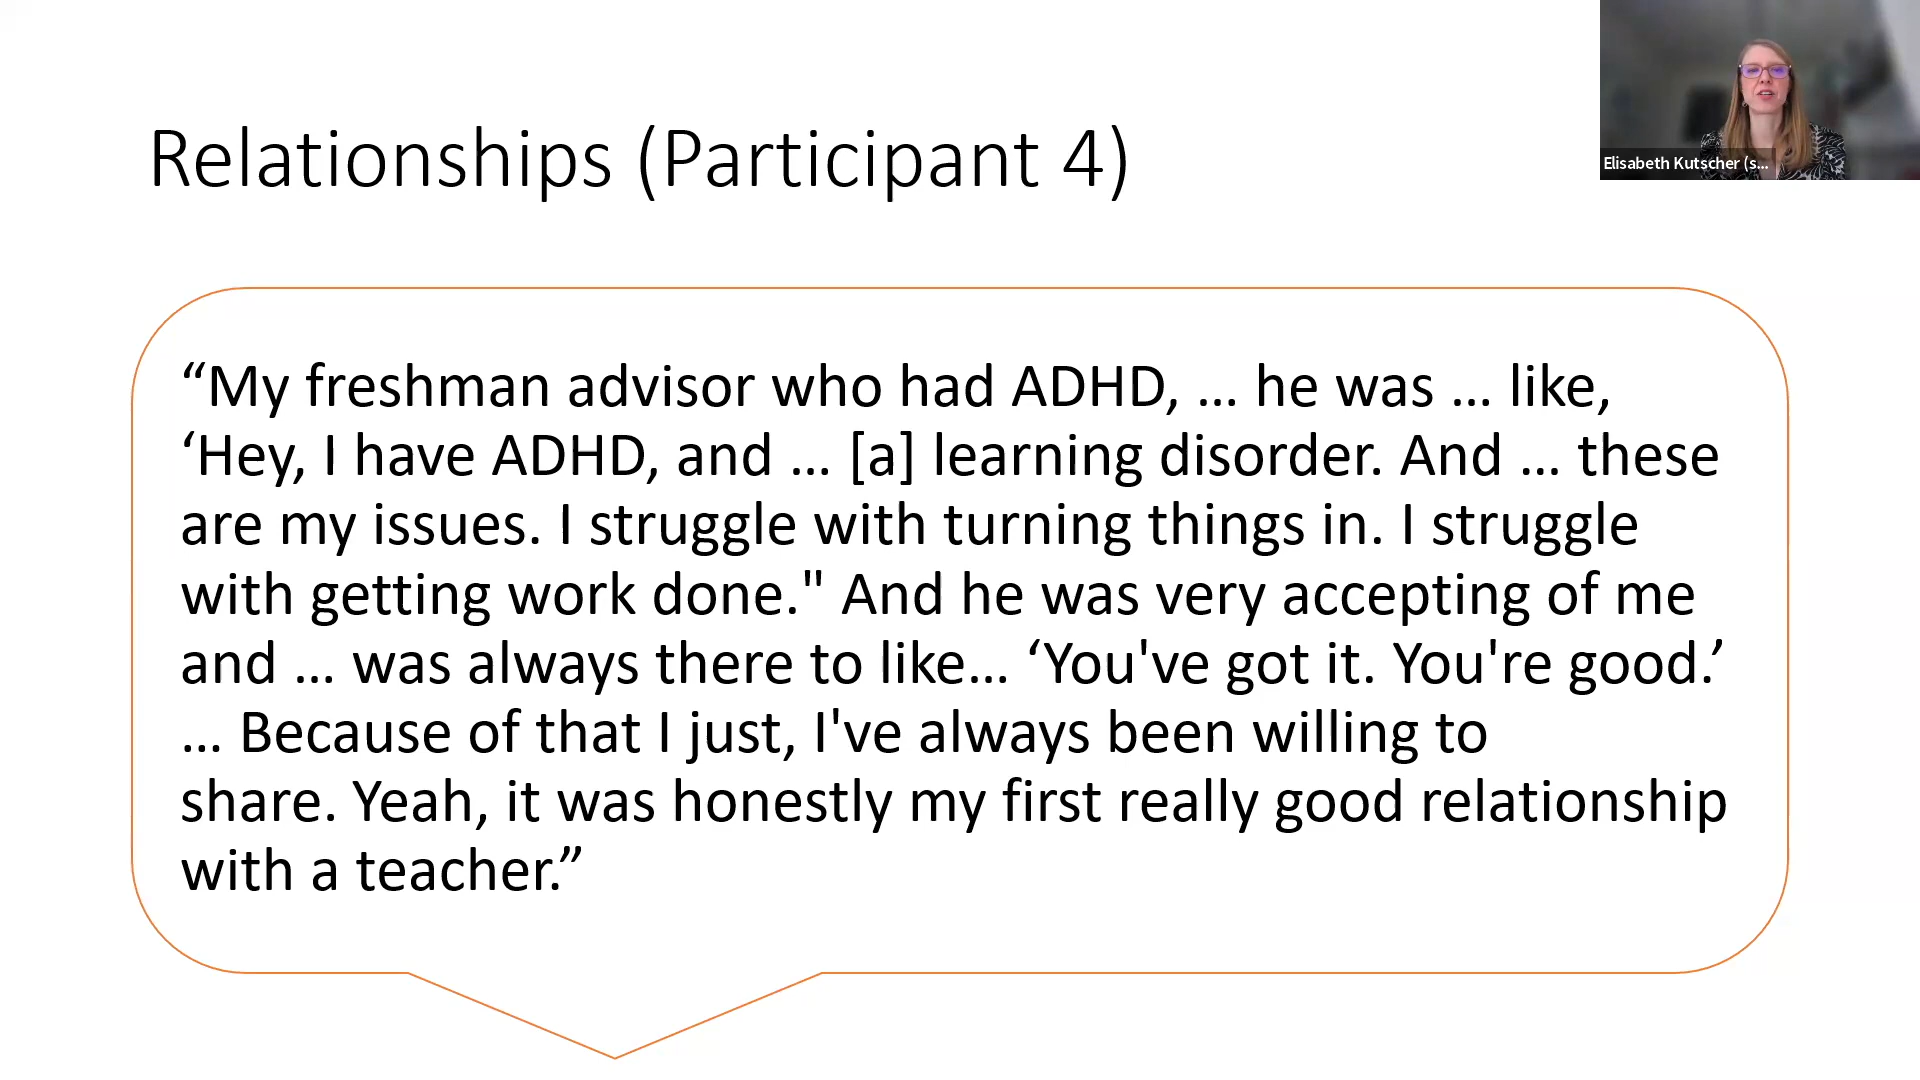 Relationships (Participant 4)
Elisabeth Kutscher (s...
“My freshman advisor who had ADHD, … he was … like,
‘Hey, I have ADHD, and … [a] learning disorder. And … these
are my issues. I struggle with turning things in. I struggle
with getting work done." And he was very accepting of me
and … was always there to like… ‘You've got it. You're good.’
… Because of that I just, I've always been willing to
share. Yeah, it was honestly my first really good relationship
with a teacher.”